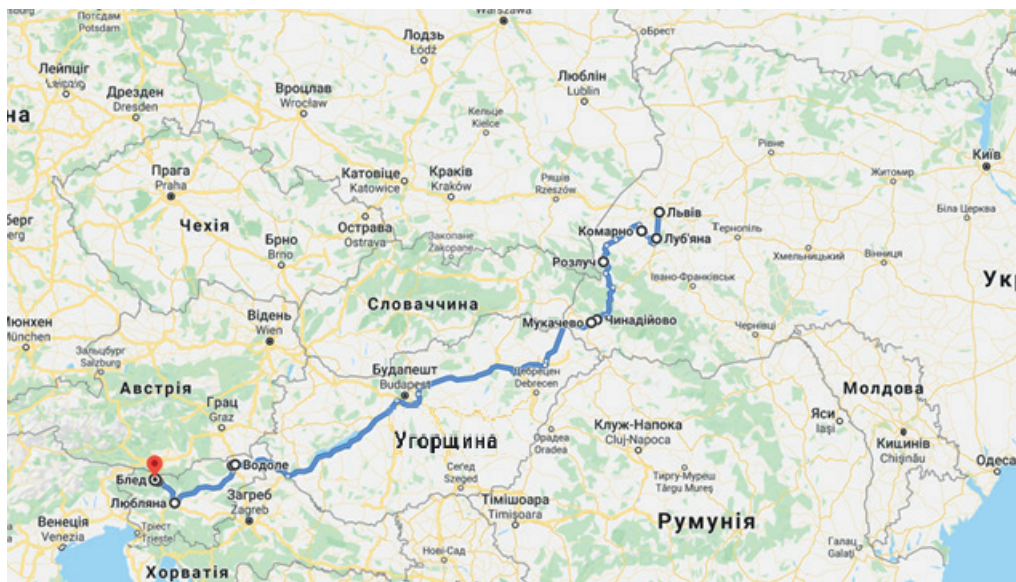 Потсдам
Potsdam
Warszawa
оБрест
Лодзь
Łódź
Лейпціг
Leipzig
Дрезден
Dresden
Вроцлав
Wrocław
Люблін
Lublin
на
Кельце
Kielce
Рівне
Київ
Прага
Praha
Катовіце
Katowice
Краків
Kraków
Ряшів
Rzeszów
Житомир
Львів
Біла Церква
Чехія
Острава
Ostrava
Комарно
Луб'яна
Тернопіль
Брно
Brno
Закопане
Zakopane
Розлуч
Хмельницький
Вінниця
Івано-Франківськ
Укр
Словаччина
Мюнхен
München
Відень
Wien
Мукачево
Чинадійово
Чернівці
Зальцбург
Salzburg
Будапешт
Budapest
Дебрецен
Debrecen
Австрія
Молдова
Грац
Graz
Угорщина
Орадеа
Oradea
Клуж-Напока
Cluj-Napoca
Яси
Iași
Кишинів
Chișinău
Водоле
Блед
Сегед
Szeged
Тиргу-Муреш
Târgu Mureș
Одеса
Любляна
Загреб
Zagreb
Тімішоара
Timișoara
Венеція
Venezia
Трієст
Trieste
Румунія
Нові-Сад
Галац
Galați
Хорватія